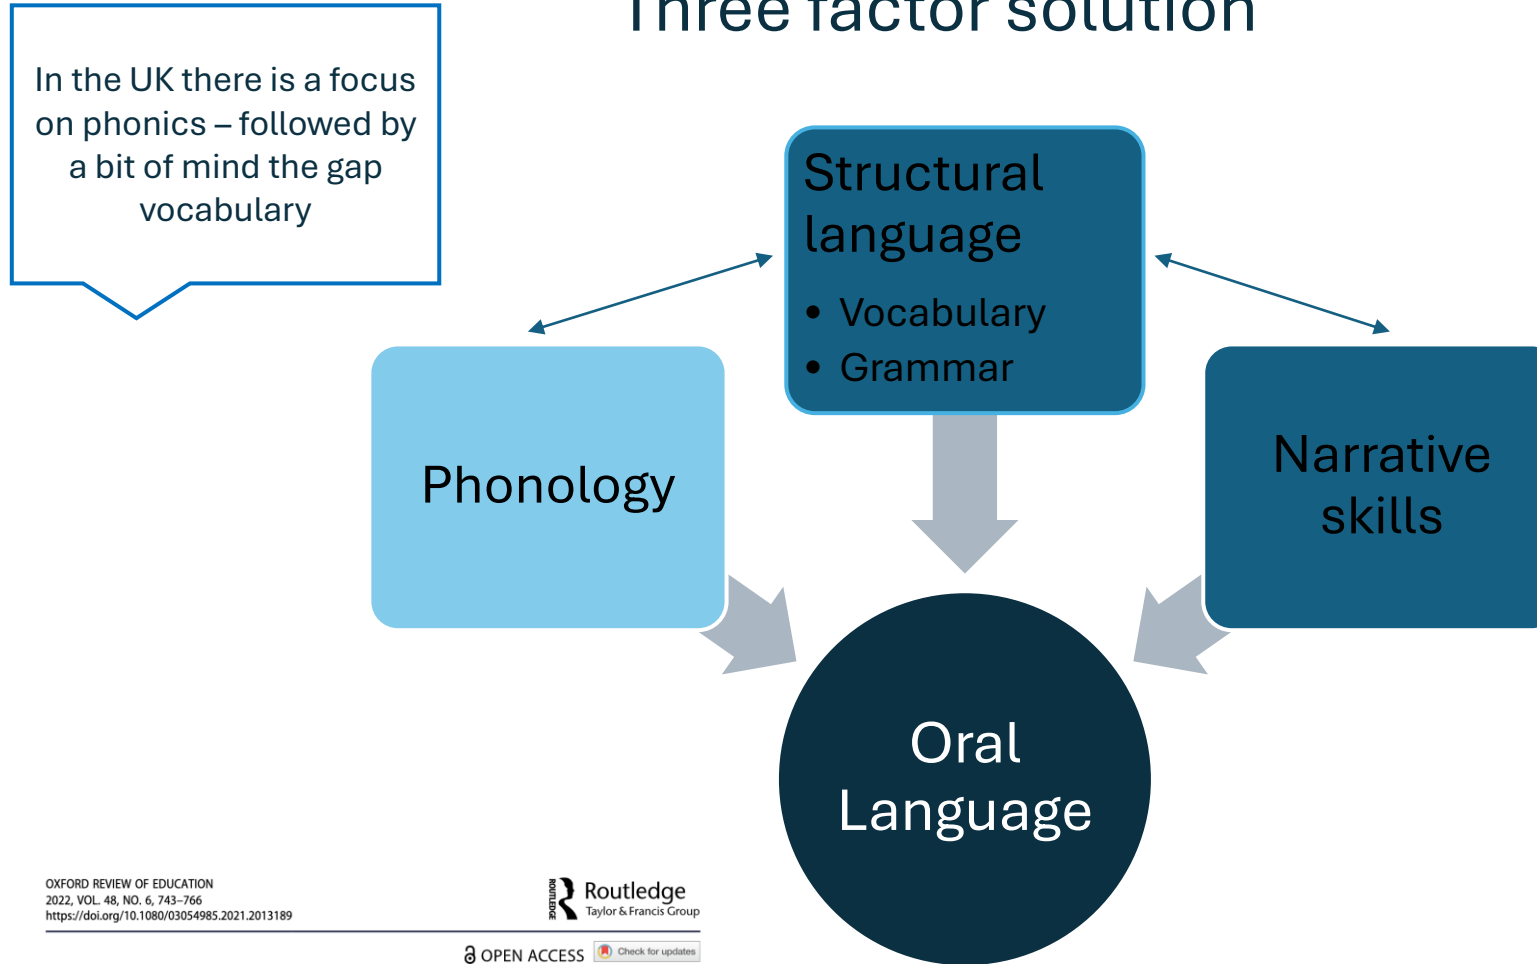 Three factor solution
In the UK there is a focus
on phonics – followed by
a bit of mind the gap
vocabulary
Structural
language
• Vocabulary
• Grammar
Phonology
Narrative
skills
Oral
Language
OXFORD REVIEW OF EDUCATION
2022, VOL. 48, NO. 6, 743–766
https://doi.org/10.1080/03054985.2021.2013189
ROUTLEDGE
Routledge
Taylor & Francis Group
OPEN ACCESS
Check for updates